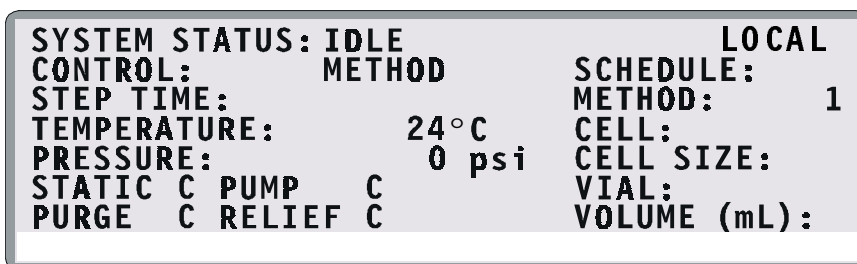 SYSTEM STATUS: IDLE LOCAL
CONTROL: METHOD SCHEDULE:
STEP TIME: METHOD: 1
TEMPERATURE: 24°C CELL:
PRESSURE: 0 psi CELL SIZE:
STATIC C PUMP C VIAL:
PURGE C RELIEF C VOLUME (mL):